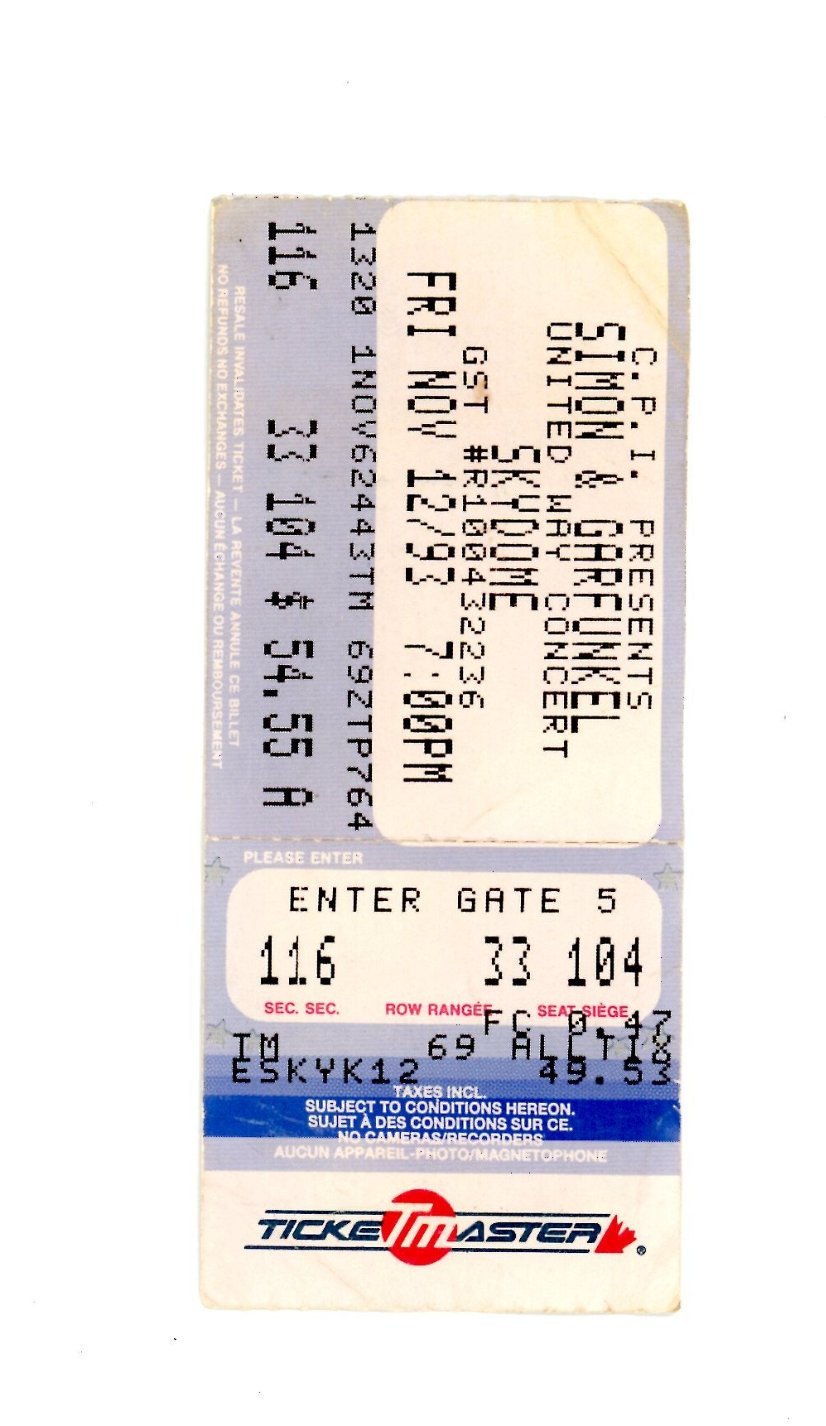 C.P.I. PRESENTS
SIMON & GARFUNKEL
UNITED WAY CONCERT
SKYDOME
GST #R100432236
FRI NOV 12/93 7:00PM
1320 1NOV62443TM 69ZTP764
116 33 104 $ 54.55 A
RESALE INVALIDATES TICKET — LA REVENTE ANNULE CE BILLET
NO REFUNDS NO EXCHANGES — AUCUN ÉCHANGE OU REMBOURSEMENT
PLEASE ENTER
ENTER GATE 5
116 33 104
SEC. SEC. ROW RANGÉE SEAT SIÈGE
FC 0.47
TM 69 ALLTIX
ESKYK12 49.53
TAXES INCL.
SUBJECT TO CONDITIONS HEREON.
SUJET À DES CONDITIONS SUR CE.
NO CAMERAS/RECORDERS
AUCUN APPAREIL-PHOTO/MAGNETOPHONE
TICKETMASTER ®